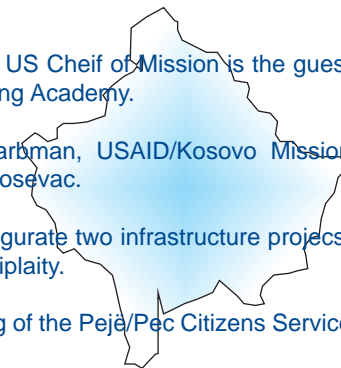 US Cheif of Mission is the gues
ng Academy.
arbman, USAID/Kosovo Mission
osevac.
gurate two infrastructure projecs
iplaity.
g of the Pejë/Pec Citizens Service